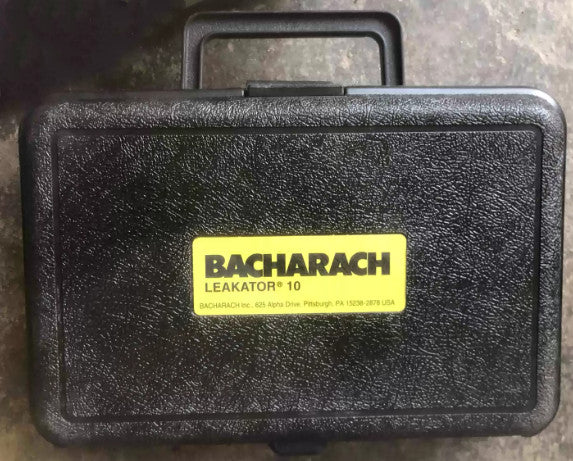 BACHARACH
LEAKATOR® 10
BACHARACH Inc., 625 Alpha Drive, Pittsburgh, PA 15238-2878 USA